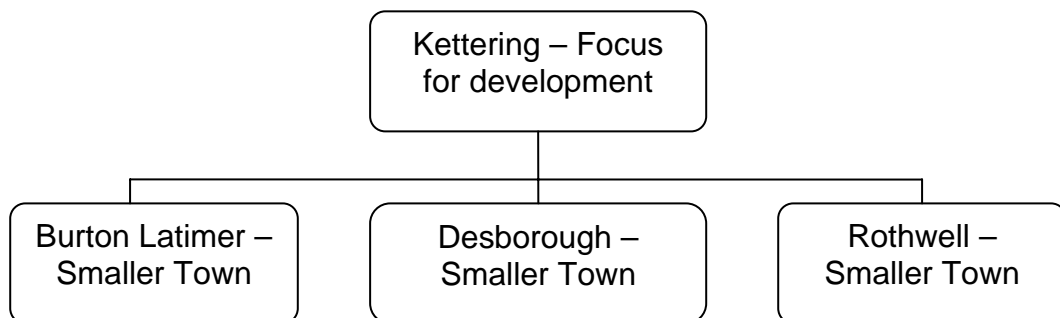 Kettering – Focus
for development
Burton Latimer –
Smaller Town
Desborough –
Smaller Town
Rothwell –
Smaller Town